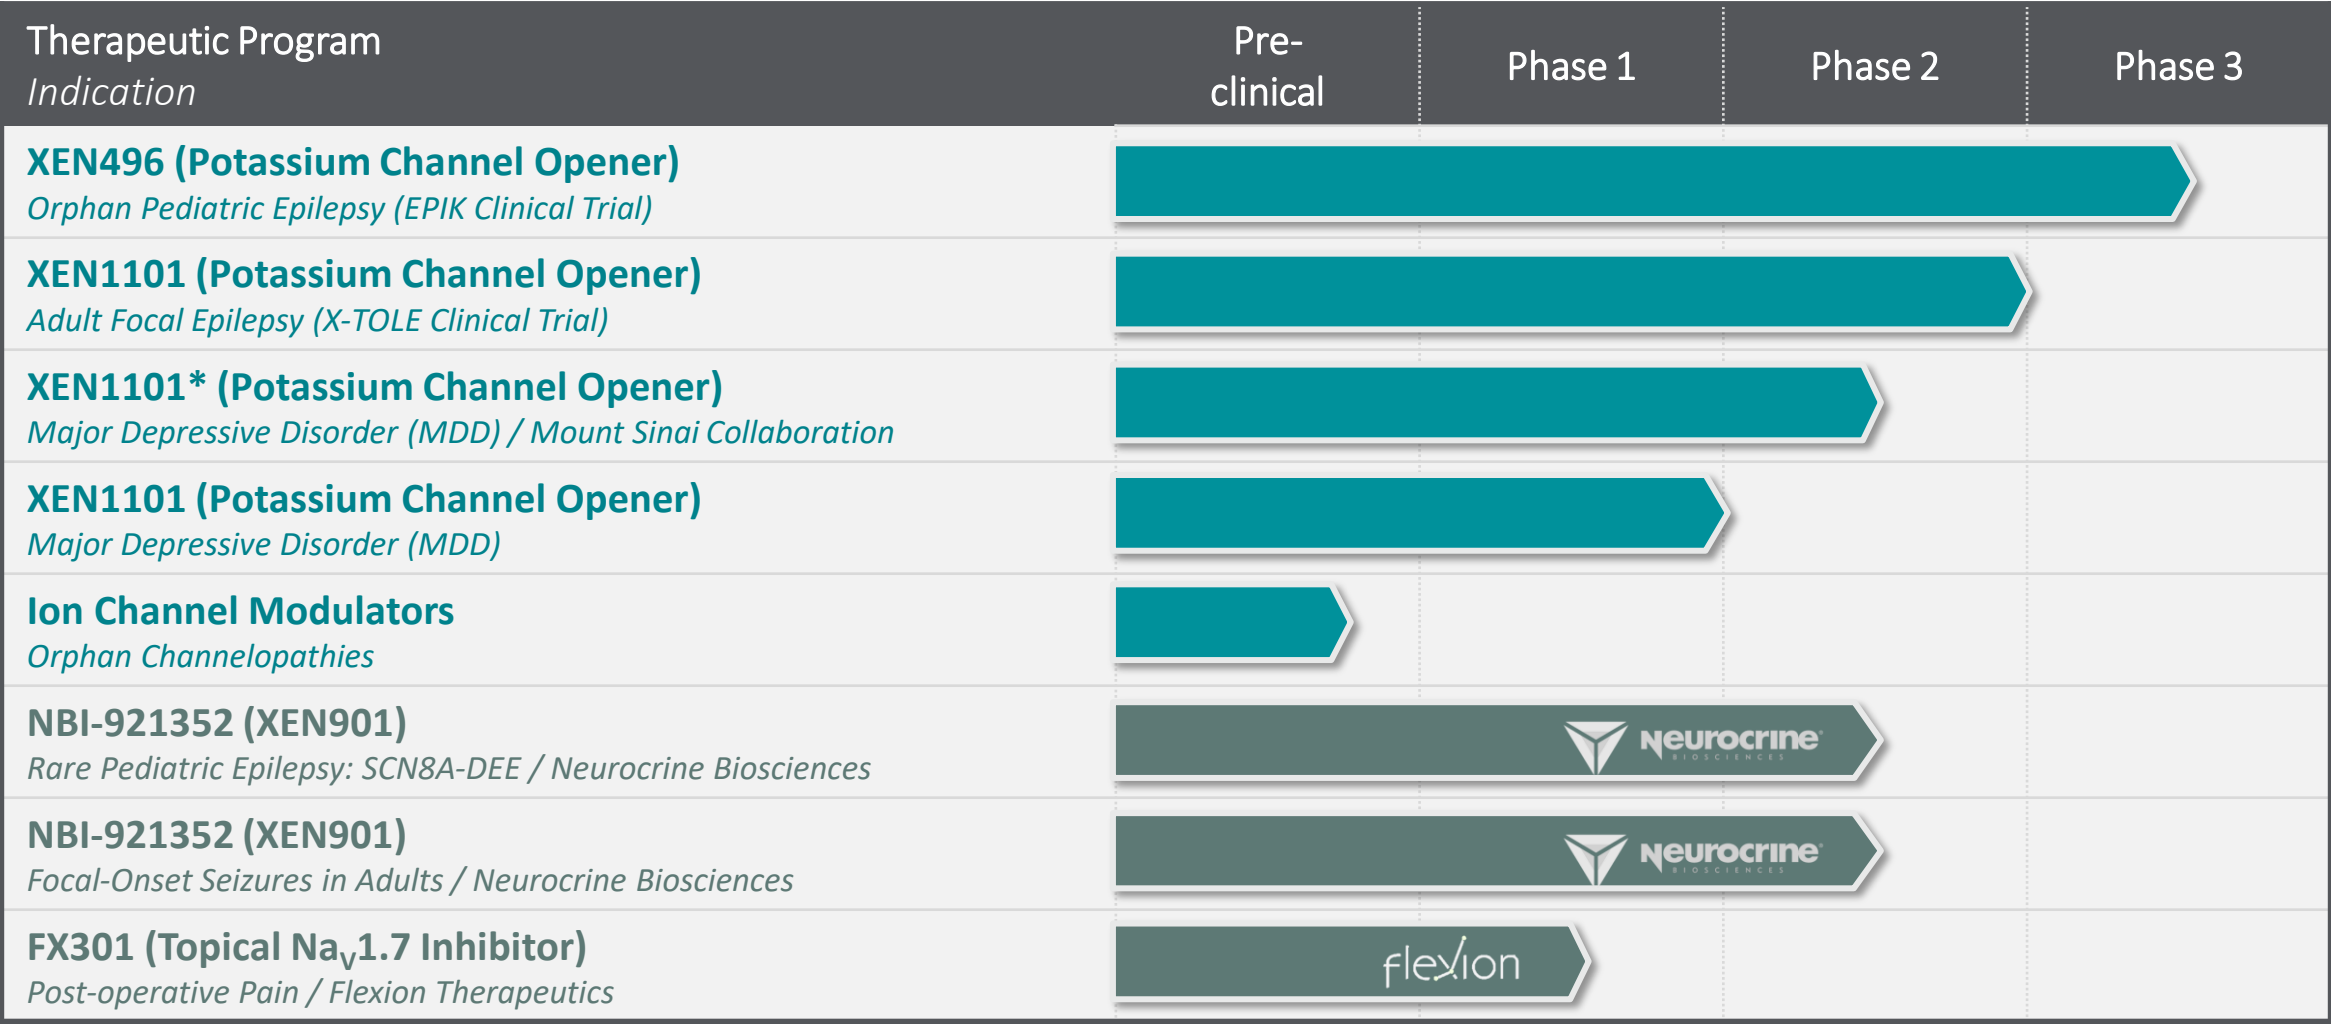 Therapeutic Program
Indication
Pre-
clinical
Phase 1
Phase 2
Phase 3
XEN496 (Potassium Channel Opener)
Orphan Pediatric Epilepsy (EPIK Clinical Trial)
XEN1101 (Potassium Channel Opener)
Adult Focal Epilepsy (X-TOLE Clinical Trial)
XEN1101* (Potassium Channel Opener)
Major Depressive Disorder (MDD) / Mount Sinai Collaboration
XEN1101 (Potassium Channel Opener)
Major Depressive Disorder (MDD)
Ion Channel Modulators
Orphan Channelopathies
NBI-921352 (XEN901)
Rare Pediatric Epilepsy: SCN8A-DEE / Neurocrine Biosciences
Neurocrine®
BIOSCIENCES
NBI-921352 (XEN901)
Focal-Onset Seizures in Adults / Neurocrine Biosciences
Neurocrine®
BIOSCIENCES
FX301 (Topical NaV1.7 Inhibitor)
Post-operative Pain / Flexion Therapeutics
flexion